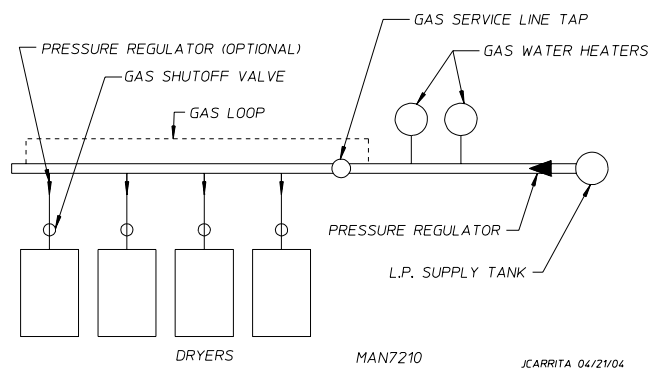 GAS SERVICE LINE TAP
PRESSURE REGULATOR (OPTIONAL)
GAS WATER HEATERS
GAS SHUTOFF VALVE
GAS LOOP
PRESSURE REGULATOR
L.P. SUPPLY TANK
DRYERS
MAN7210
JCARRITA 04/21/04